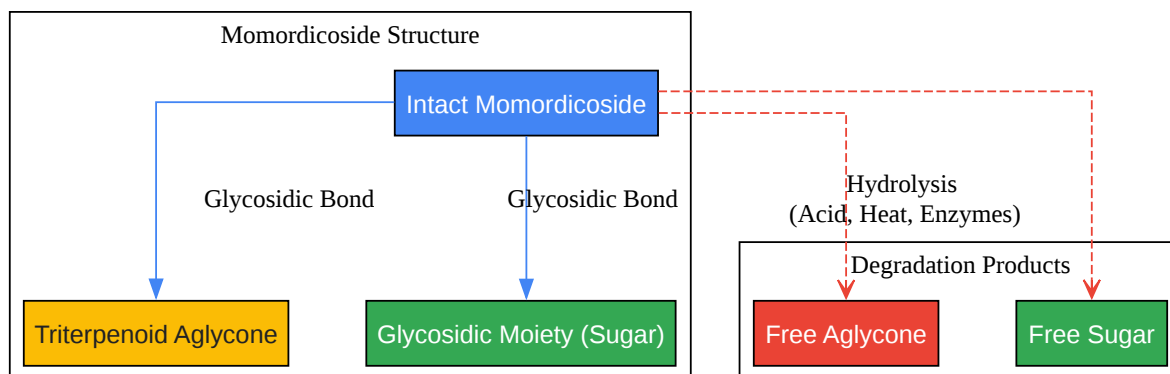 Momordicoside Structure
Intact Momordicoside
Glycosidic Bond
Glycosidic Bond
Hydrolysis
(Acid, Heat, Enzymes)
Degradation Products
Triterpenoid Aglycone
Glycosidic Moiety (Sugar)
Free Aglycone
Free Sugar